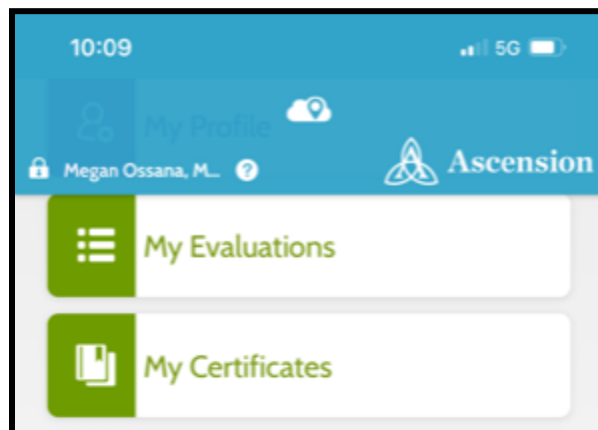 10:09 5G
My Profile
Megan Ossana, M... ? Ascension
My Evaluations
My Certificates